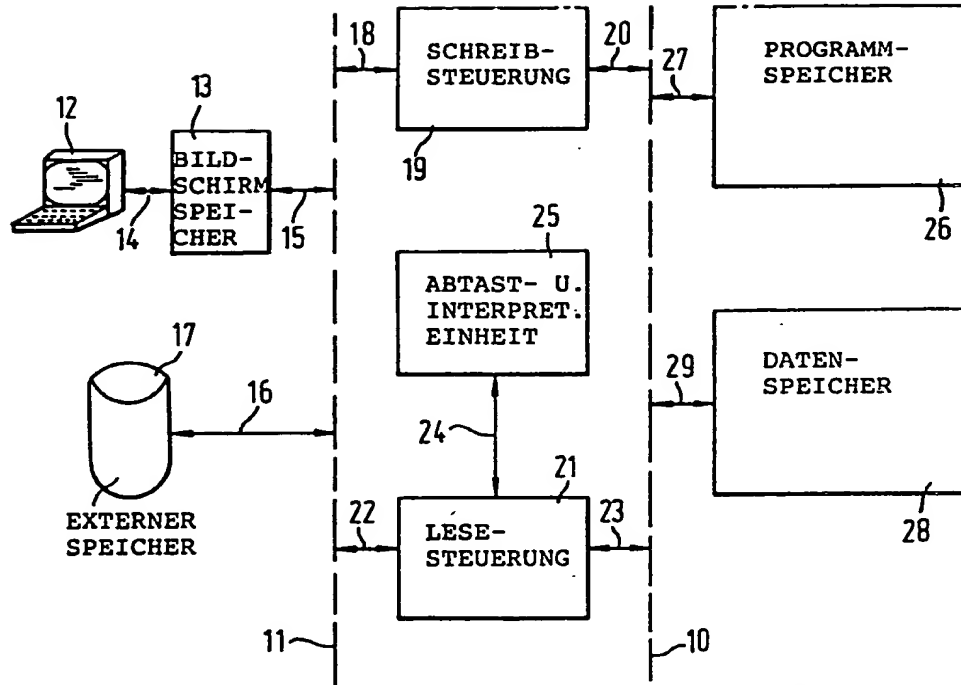 18
SCHREIB-
STEUERUNG
19
20
27
PROGRAMM-
SPEICHER
26
12
13
BILD-
SCHIRM
SPEI-
CHER
14
15
25
ABTAST- U.
INTERPRET.
EINHEIT
24
17
16
EXTERNER
SPEICHER
29
DATEN-
SPEICHER
28
22
21
LESE-
STEUERUNG
23
11
10